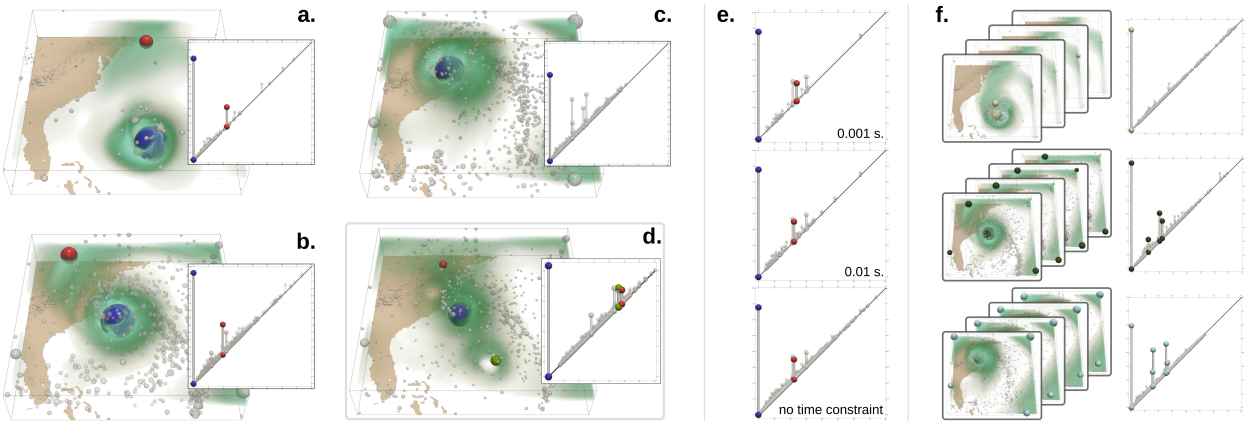 a.
b.
c.
d.
e.
0.001 s.
0.01 s.
no time constraint
f.